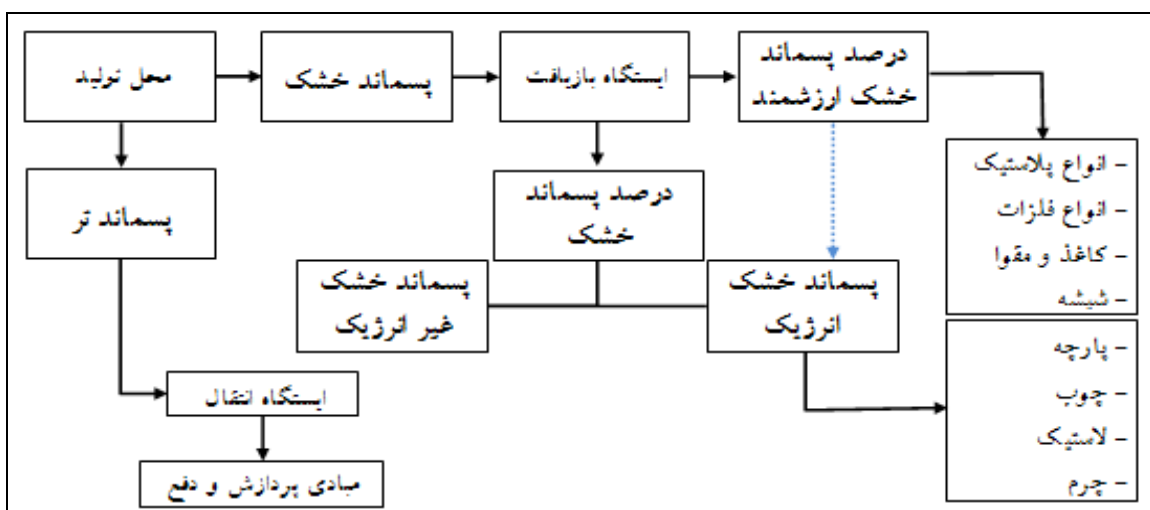 محل تولید
پسماند خشک
ایستگاه بازیافت
درصد پسماند
خشک ارزشمند
- انواع پلاستیک
- انواع فلزات
- کاغذ و مقوا
- شیشه
پسماند تر
درصد پسماند
خشک
پسماند خشک
غیر انرژیک
پسماند خشک
انرژیک
- پارچه
- چوب
- لاستیک
- چرم
ایستگاه انتقال
مبادی پردازش و دفع